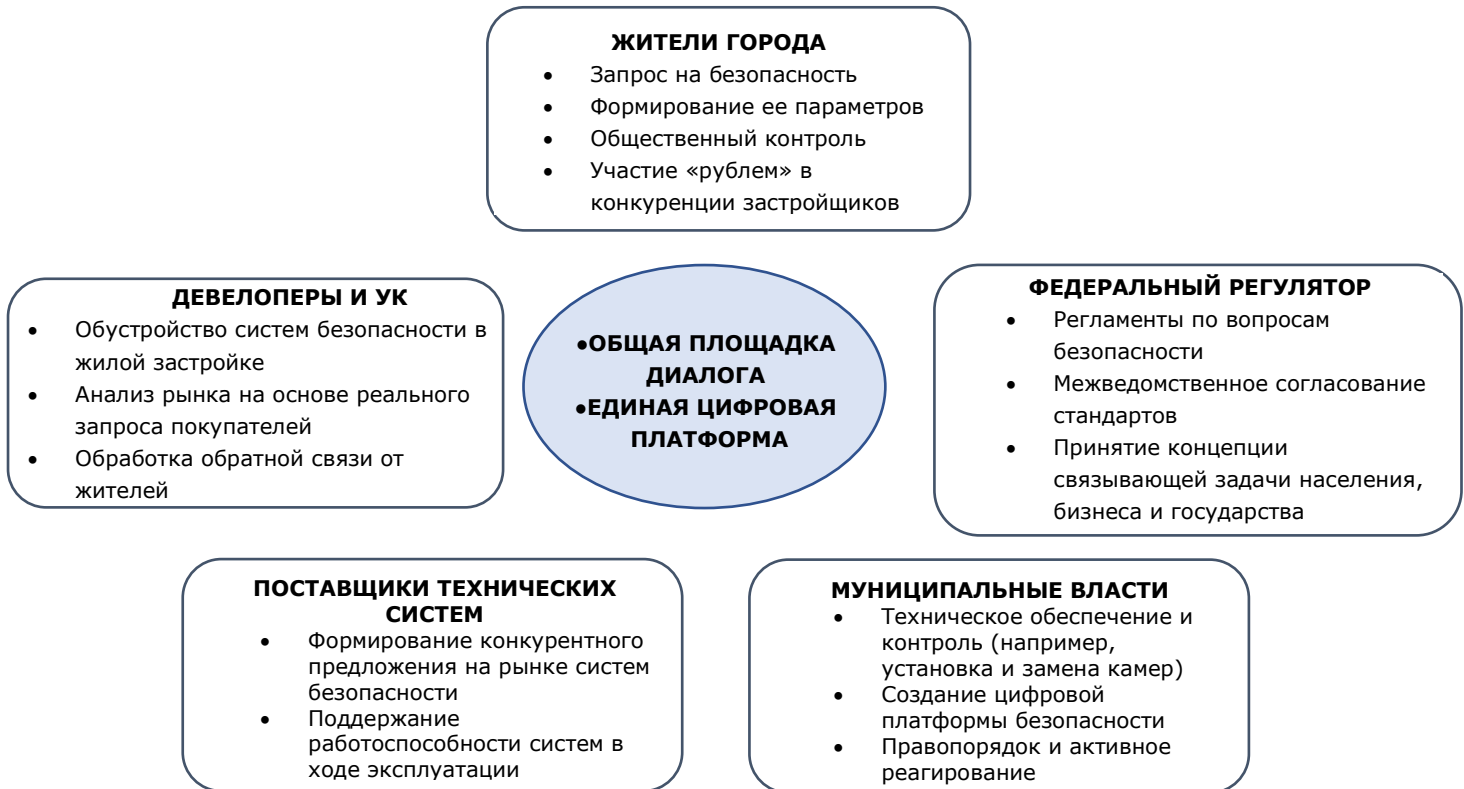 ЖИТЕЛИ ГОРОДА
• Запрос на безопасность
• Формирование ее параметров
• Общественный контроль
• Участие «рублем» в
конкуренции застройщиков
ДЕВЕЛОПЕРЫ И УК
• Обустройство систем безопасности в
жилой застройке
• Анализ рынка на основе реального
запроса покупателей
• Обработка обратной связи от
жителей
•ОБЩАЯ ПЛОЩАДКА
ДИАЛОГА
•ЕДИНАЯ ЦИФРОВАЯ
ПЛАТФОРМА
ФЕДЕРАЛЬНЫЙ РЕГУЛЯТОР
• Регламенты по вопросам
безопасности
• Межведомственное согласование
стандартов
• Принятие концепции
связывающей задачи населения,
бизнеса и государства
ПОСТАВЩИКИ ТЕХНИЧЕСКИХ
СИСТЕМ
• Формирование конкурентного
предложения на рынке систем
безопасности
• Поддержание
работоспособности систем в
ходе эксплуатации
МУНИЦИПАЛЬНЫЕ ВЛАСТИ
• Техническое обеспечение и
контроль (например,
установка и замена камер)
• Создание цифровой
платформы безопасности
• Правопорядок и активное
реагирование